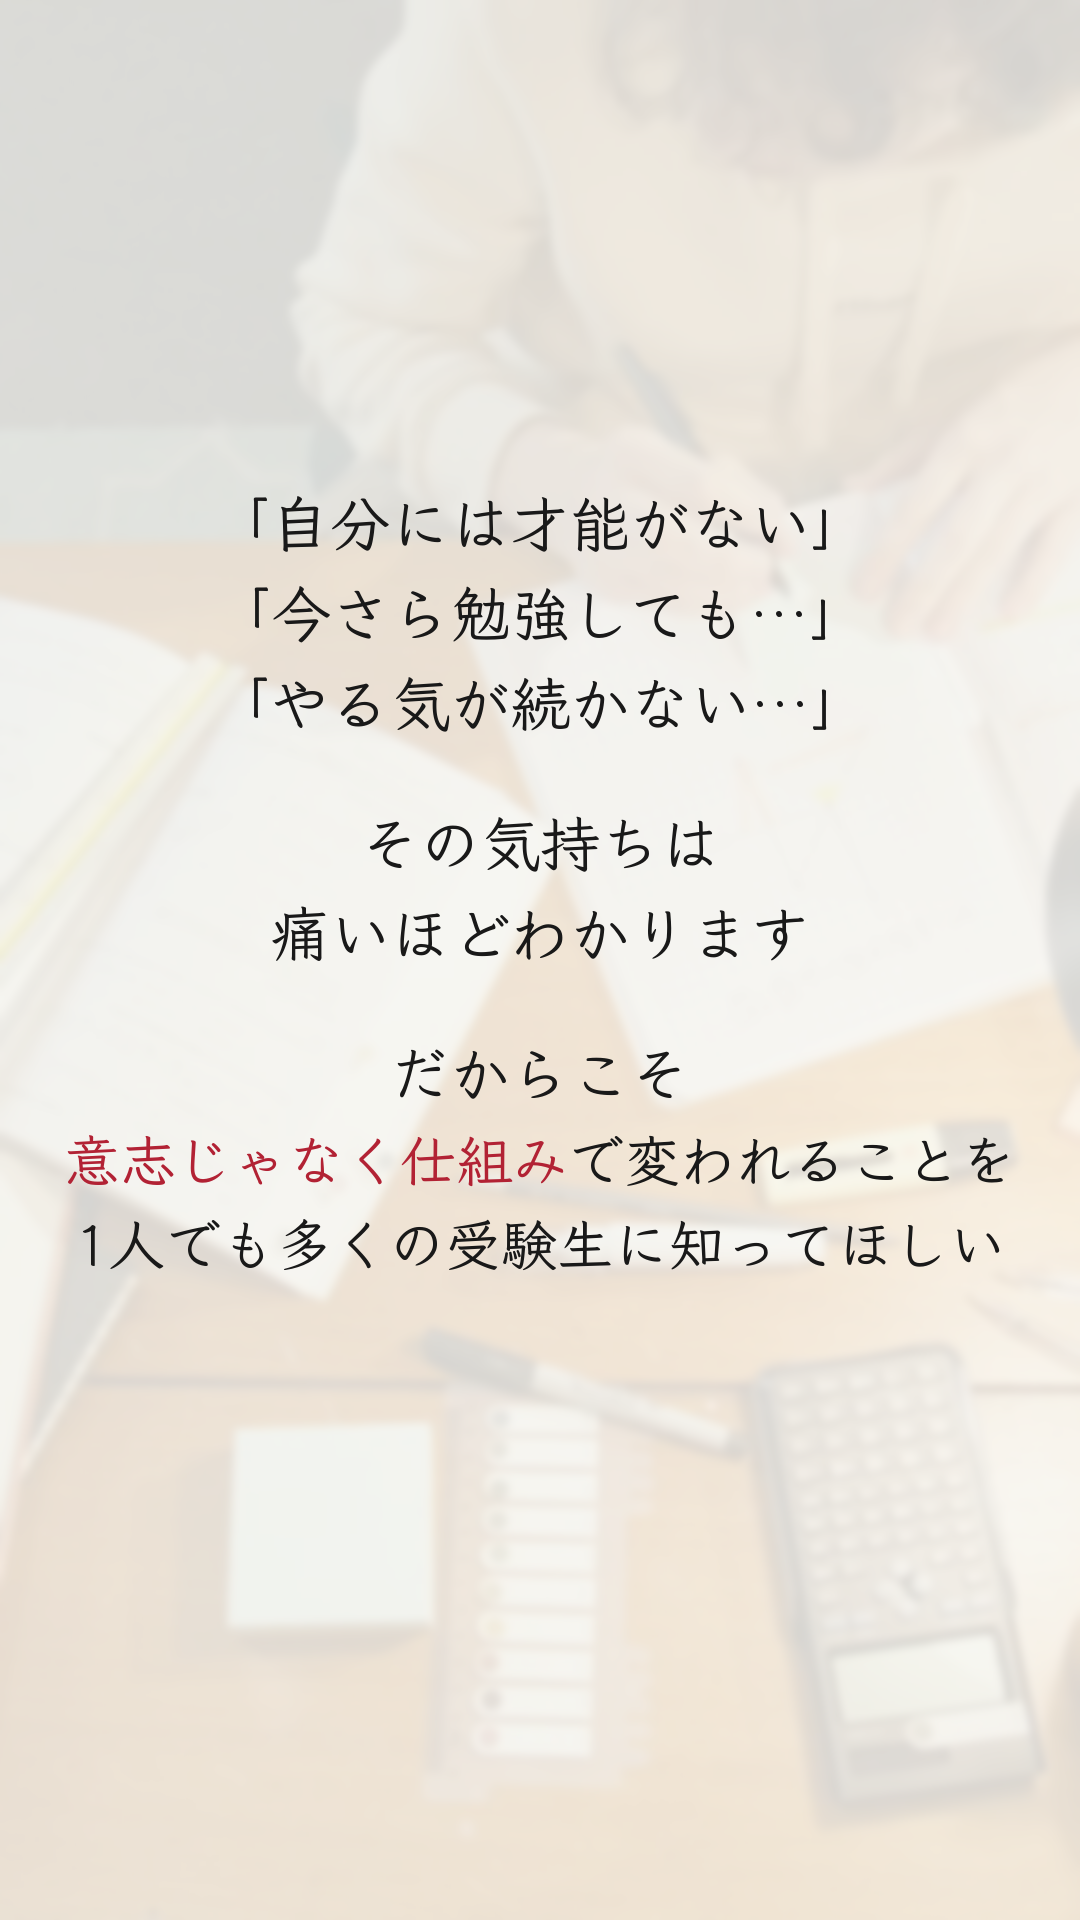 「自分には才能がない」
「今さら勉強しても…」
「やる気が続かない…」
その気持ちは
痛いほどわかります
だからこそ
意志じゃなく仕組みで変われることを
1人でも多くの受験生に知ってほしい